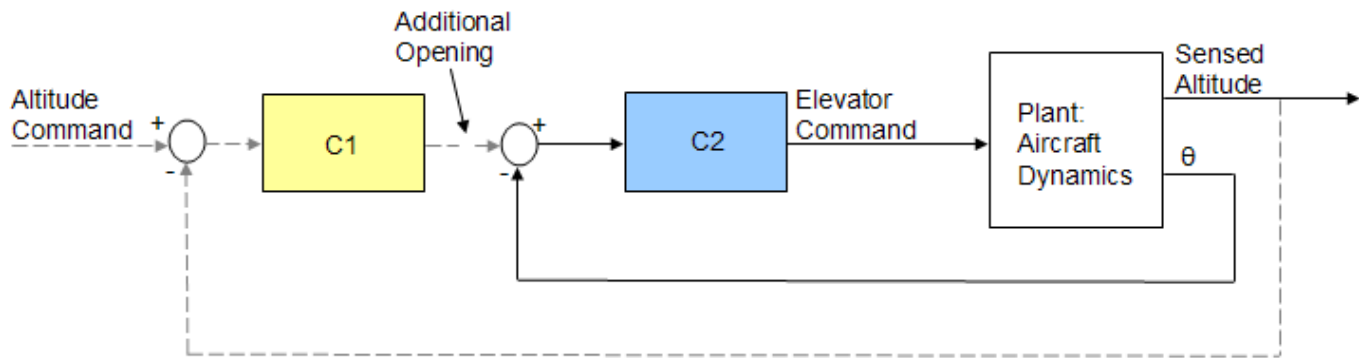 Additional
Opening
Altitude
Command
+
-
C1
+
-
C2
Elevator
Command
Plant:
Aircraft
Dynamics
Sensed
Altitude
θ